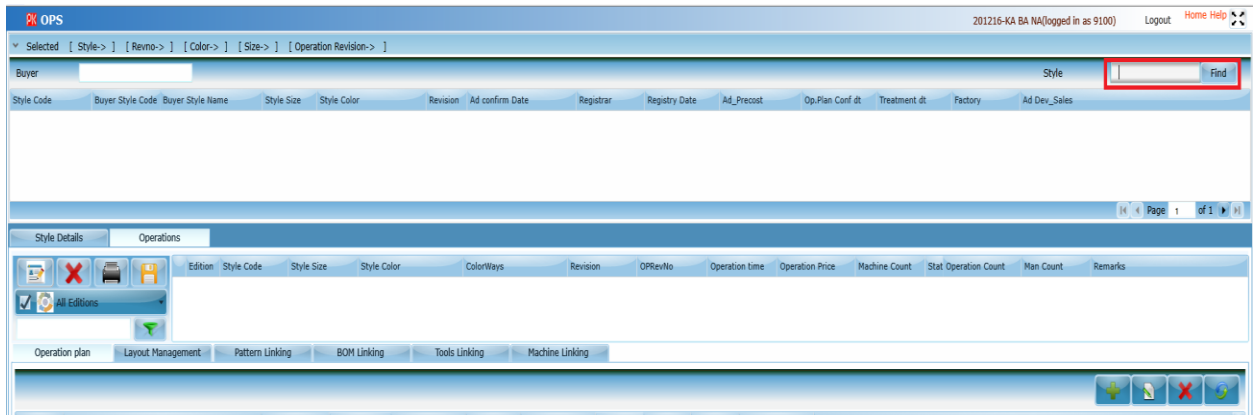 PK OPS 201216-KA BA NA(logged in as 9100) Logout Home Help
Selected [ Style-> ] [ Revno-> ] [ Color-> ] [ Size-> ] [ Operation Revision-> ]
Buyer Style Find
Style Code Buyer Style Code Buyer Style Name Style Size Style Color Revision Ad confirm Date Registrar Registry Date Ad_Precost Op.Plan Conf dt Treatment dt Factory Ad Dev_Sales
Page 1 of 1
Style Details Operations
Edition Style Code Style Size Style Color ColorWays Revision OPRevNo Operation time Operation Price Machine Count Stat Operation Count Man Count Remarks
All Editions
Operation plan Layout Management Pattern Linking BOM Linking Tools Linking Machine Linking